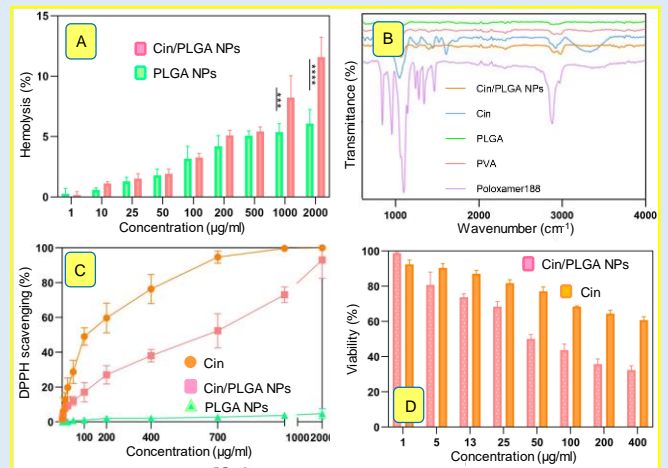 A
Cin/PLGA NPs
PLGA NPs
Hemolysis (%)
15
10
5
0
***
****
1 10 25 50 100 200 500 1000 2000
Concentration (µg/ml)
B
Transmittance (%)
Cin/PLGA NPs
Cin
PLGA
PVA
Poloxamer188
1000 2000 3000 4000
Wavenumber (cm-1)
C
DPPH scavenging (%)
100
80
60
40
20
0
Cin
Cin/PLGA NPs
PLGA NPs
100 200 400 700 1000 2000
Concentration (µg/ml)
D
Viability (%)
100
80
60
40
20
0
Cin/PLGA NPs
Cin
1 5 13 25 50 100 200 400
Concentration (µg/ml)